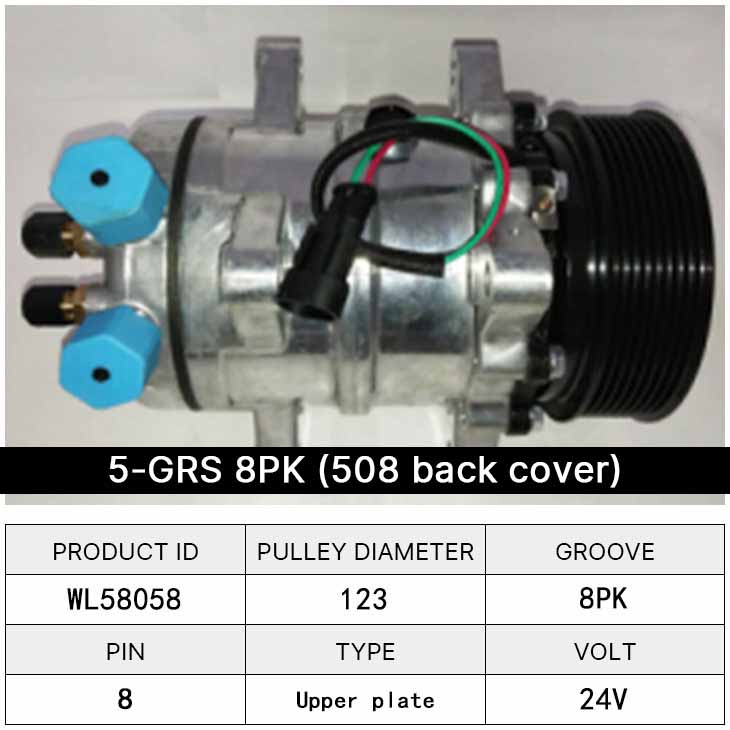 5-GRS 8PK (508 back cover)
PRODUCT ID PULLEY DIAMETER GROOVE
WL58058 123 8PK
PIN TYPE VOLT
8 Upper plate 24V